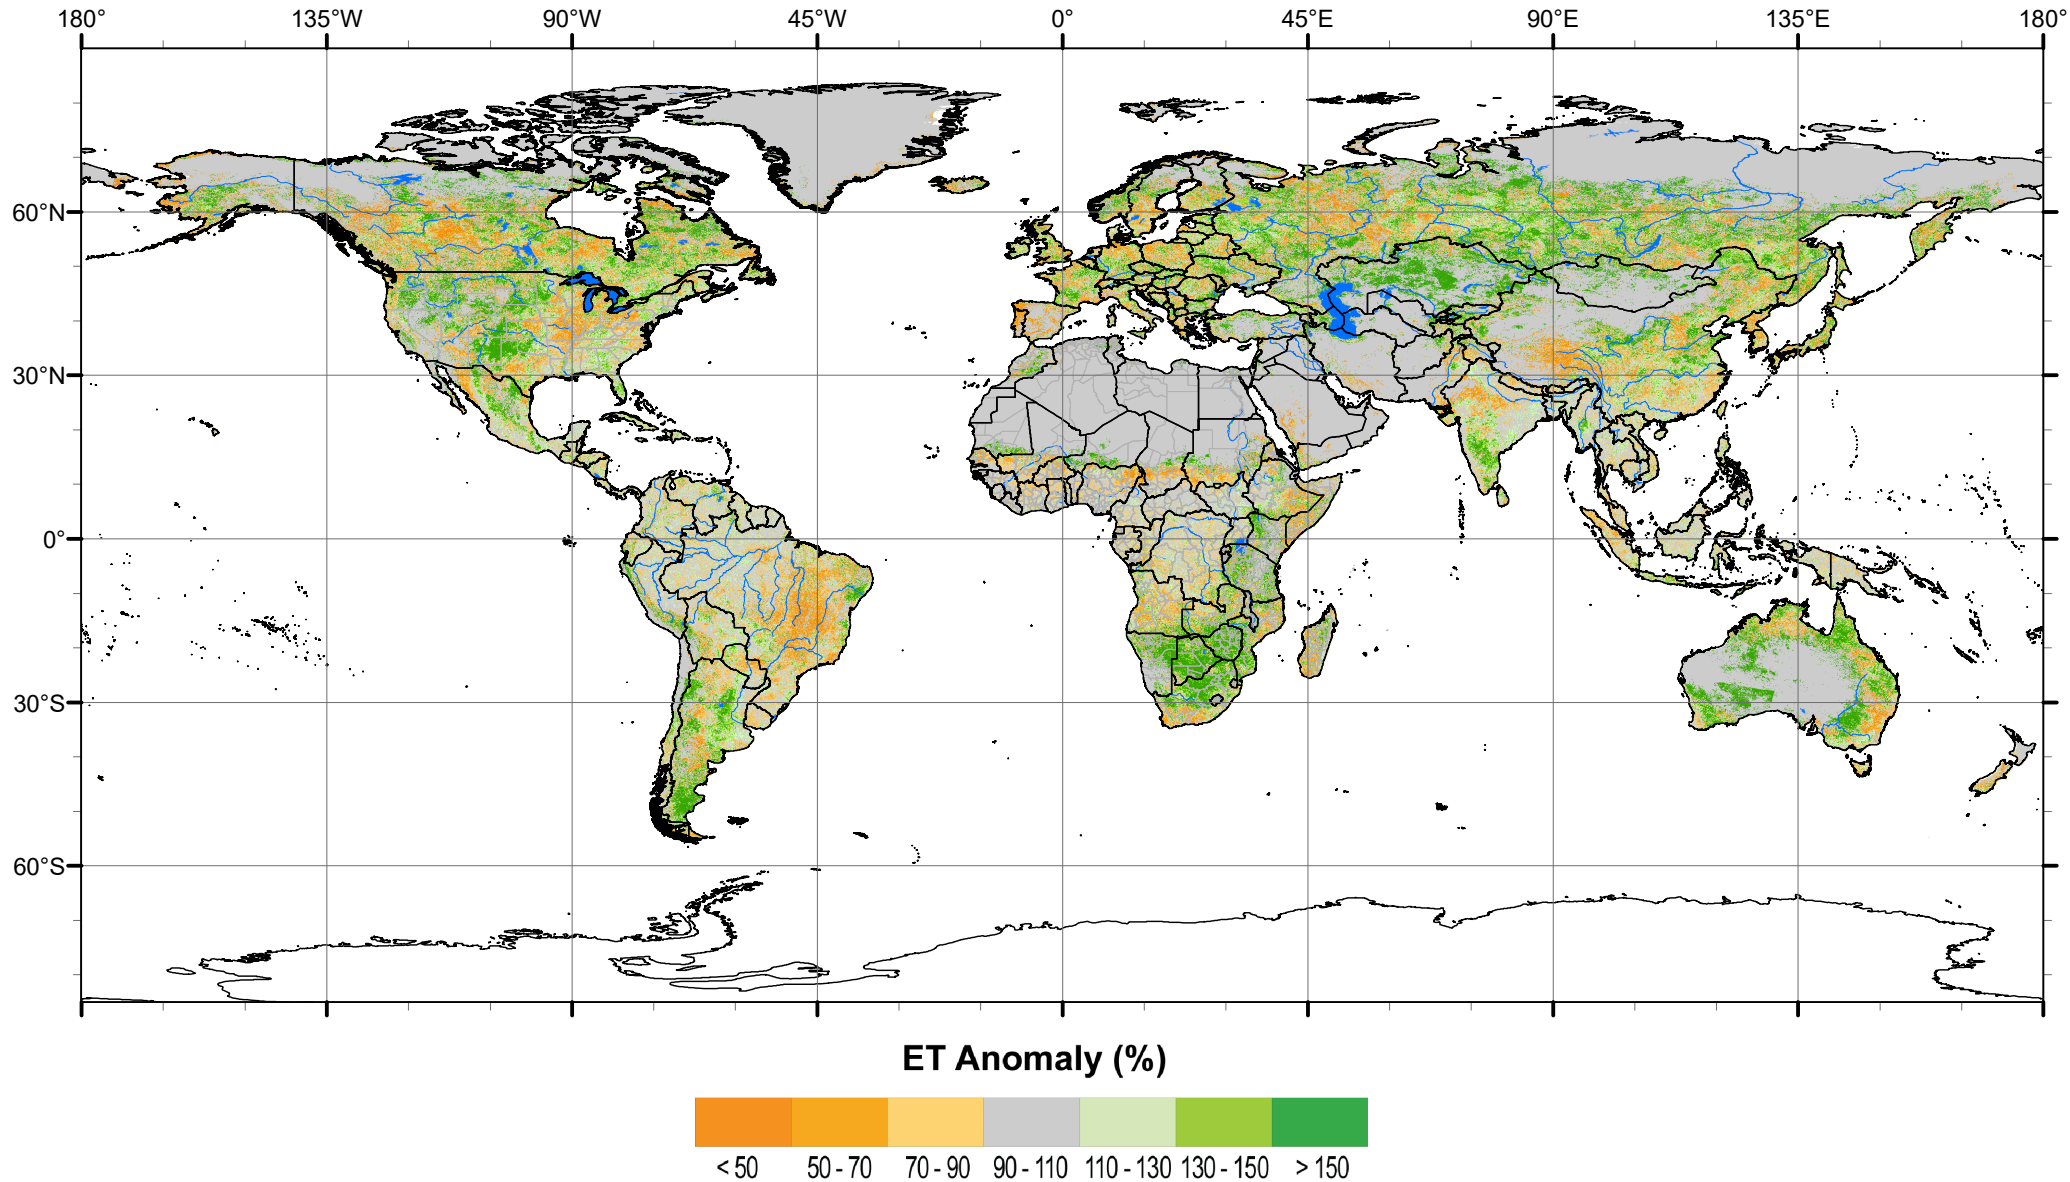 180° 135°W 90°W 45°W 0° 45°E 90°E 135°E 180°
60°N
30°N
0°
30°S
60°S
ET Anomaly (%)
< 50 50 - 70 70 - 90 90 - 110 110 - 130 130 - 150 > 150